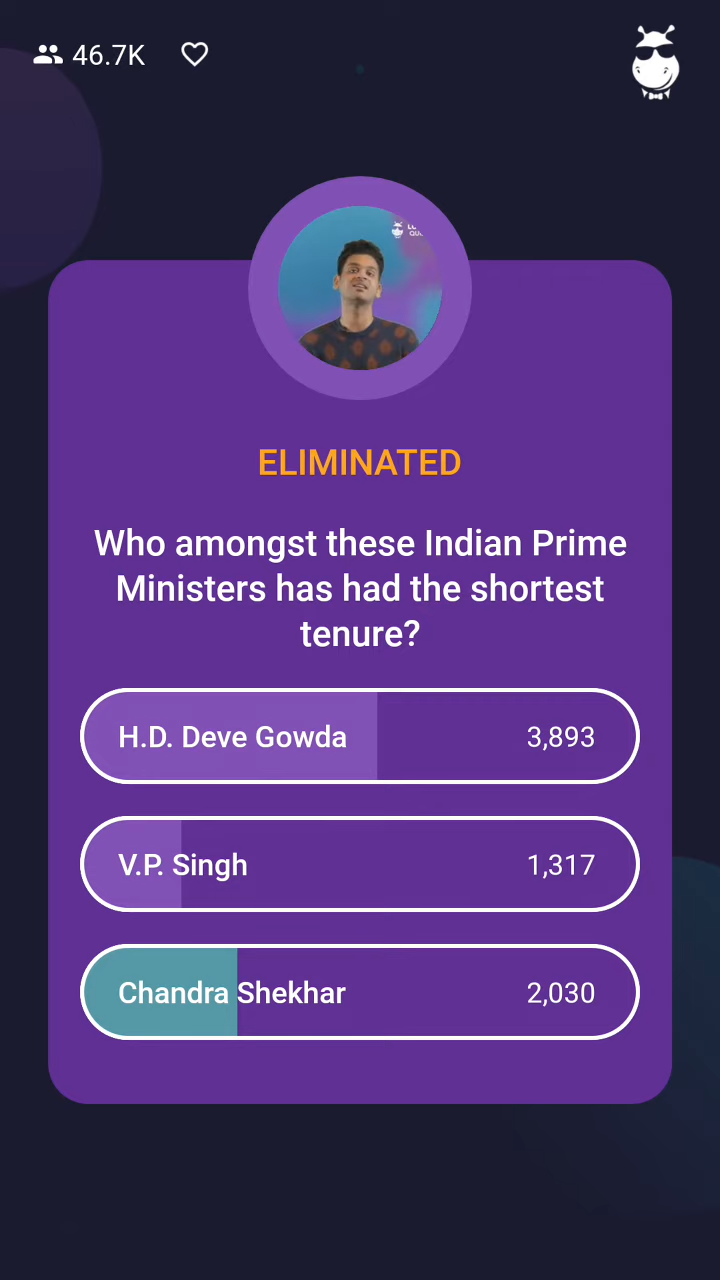 46.7K
ELIMINATED
Who amongst these Indian Prime
Ministers has had the shortest
tenure?
H.D. Deve Gowda 3,893
V.P. Singh 1,317
Chandra Shekhar 2,030